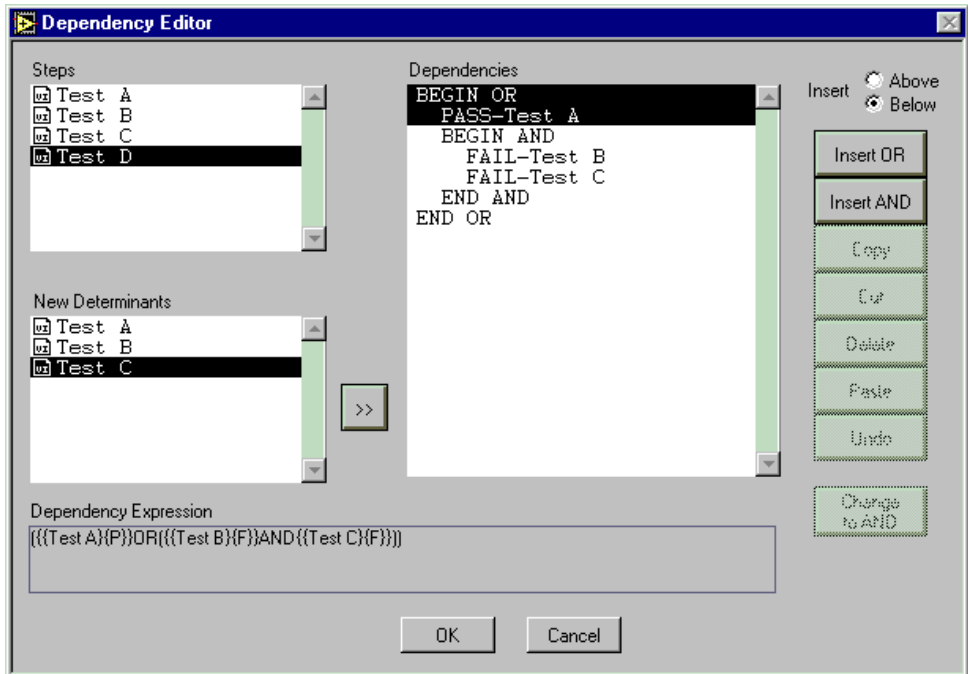 Dependency Editor
Steps
Test A
Test B
Test C
Test D
Dependencies
BEGIN OR
PASS-Test A
BEGIN AND
FAIL-Test B
FAIL-Test C
END AND
END OR
Insert
Above
Below
Insert OR
Insert AND
Copy
Cut
Delete
Paste
Undo
Change
to AND
New Determinants
Test A
Test B
Test C
>>
Dependency Expression
({{Test A}{P}}OR({{Test B}{F}}AND{{Test C}{F}}))
OK
Cancel